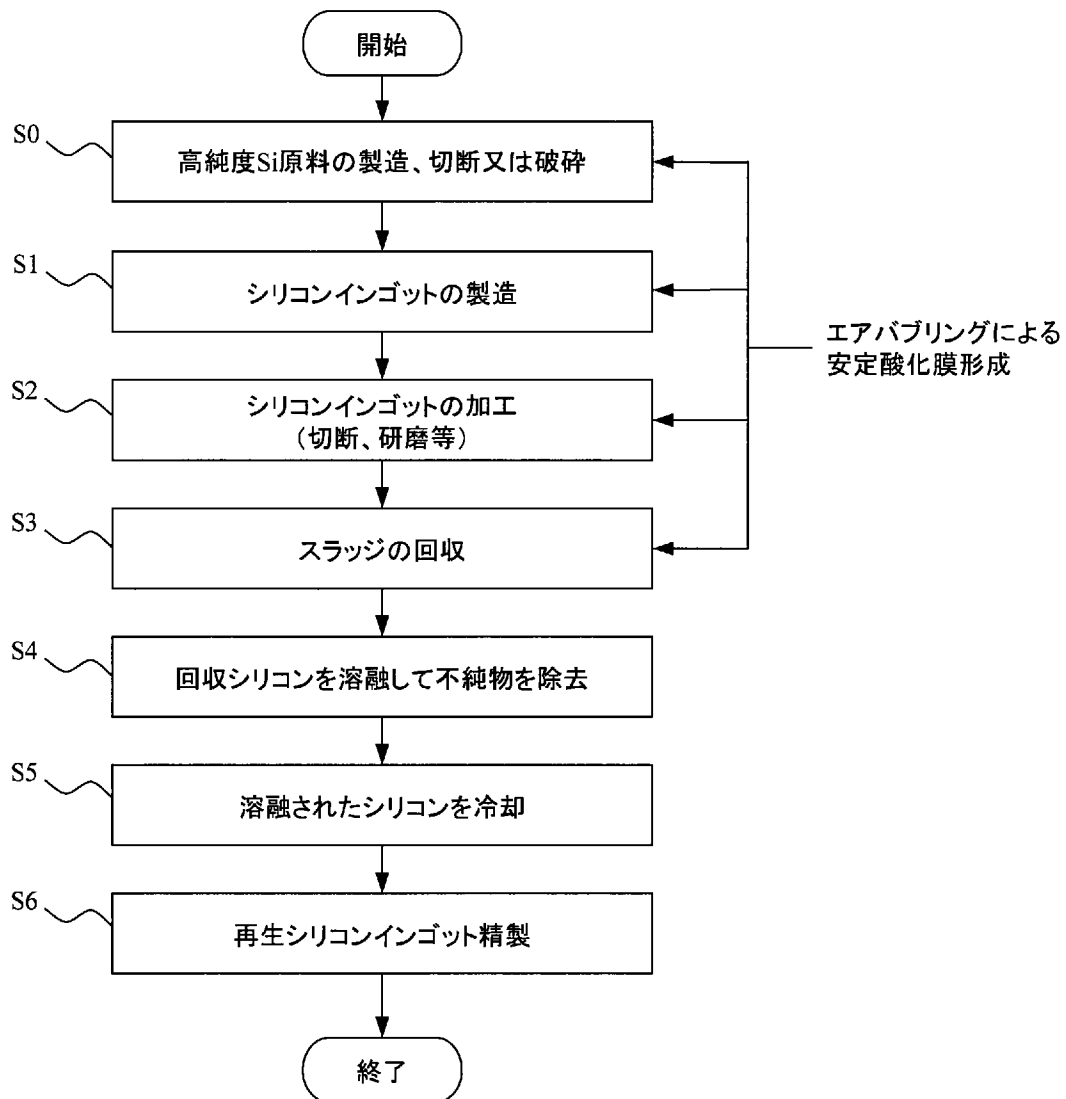 開始
S0
高純度Si原料の製造、切断又は破砕
S1
シリコンインゴットの製造
エアバブリングによる
安定酸化膜形成
S2
シリコンインゴットの加工
(切断、研磨等)
S3
スラッジの回収
S4
回収シリコンを溶融して不純物を除去
S5
溶融されたシリコンを冷却
S6
再生シリコンインゴット精製
終了